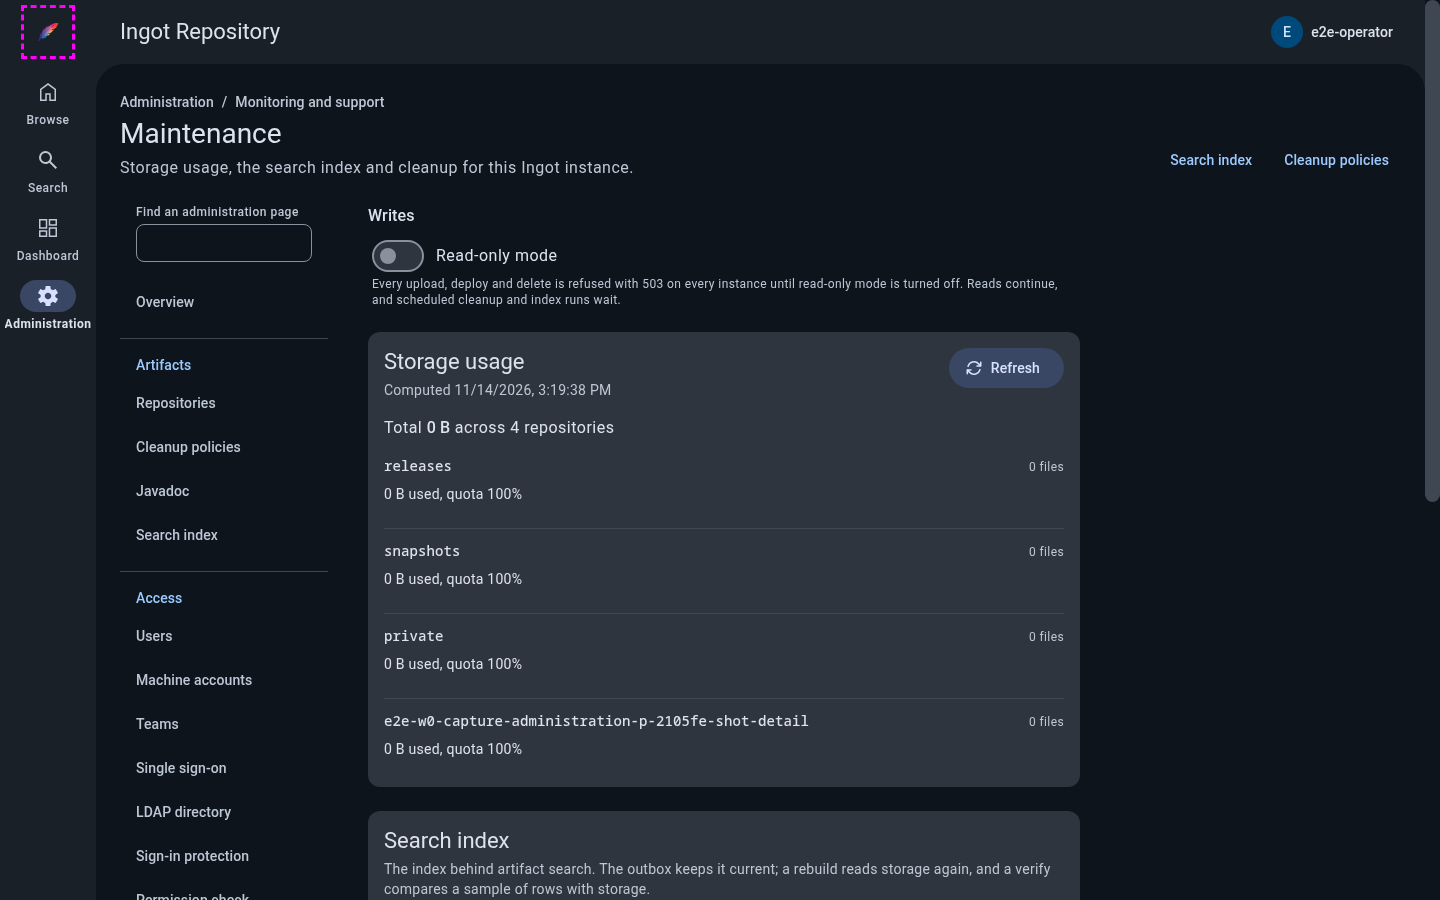 Ingot Repository
E
e2e-operator
Browse
Search
Dashboard
Administration
Administration / Monitoring and support
Maintenance
Storage usage, the search index and cleanup for this Ingot instance.
Search index
Cleanup policies
Find an administration page
Overview
Artifacts
Repositories
Cleanup policies
Javadoc
Search index
Access
Users
Machine accounts
Teams
Single sign-on
LDAP directory
Sign-in protection
Permission check
Writes
Read-only mode
Every upload, deploy and delete is refused with 503 on every instance until read-only mode is turned off. Reads continue,
and scheduled cleanup and index runs wait.
Storage usage
Refresh
Computed 11/14/2026, 3:19:38 PM
Total 0 B across 4 repositories
releases
0 files
0 B used, quota 100%
snapshots
0 files
0 B used, quota 100%
private
0 files
0 B used, quota 100%
e2e-w0-capture-administration-p-2105fe-shot-detail
0 files
0 B used, quota 100%
Search index
The index behind artifact search. The outbox keeps it current; a rebuild reads storage again, and a verify
compares a sample of rows with storage.